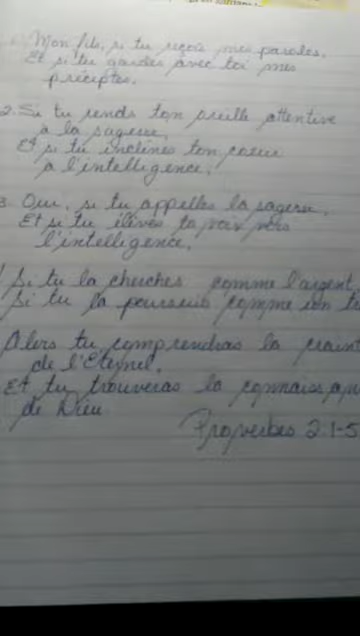 Mon fils, si tu reçois mes paroles,
Et si tu gardes avec toi mes
préceptes.
2. Si tu rends ton oreille attentive
à la sagesse,
Et si tu inclines ton coeur
à l'intelligence,
3. Oui, si tu appelles la sagesse,
Et si tu élèves ta voix vers
l'intelligence,
Si tu la cherches comme l'argent,
Si tu la poursuis comme un
Alors tu comprendras la
de l'Eternel,
Et tu trouveras la
de Dieu
Proverbes 2:1-5